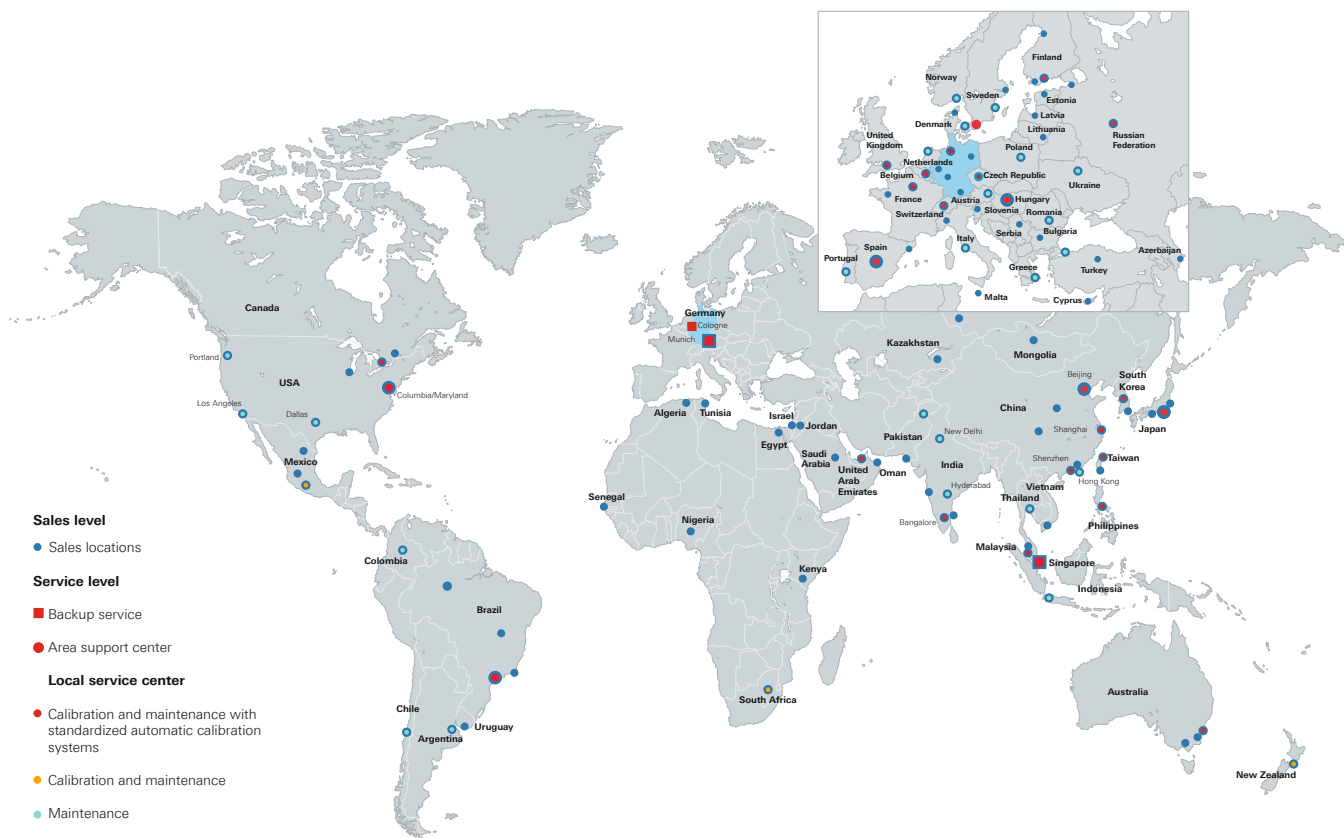 Finland
Norway
Sweden
Estonia
Latvia
Denmark
Lithuania
United
Kingdom
Russian
Federation
Poland
Netherlands
Belgium
Czech Republic
Ukraine
France
Austria
Hungary
Switzerland
Slovenia
Romania
Serbia
Bulgaria
Italy
Spain
Azerbaijan
Portugal
Greece
Turkey
Malta
Cyprus
Canada
Germany
Cologne
Munich
Portland
Kazakhstan
Mongolia
USA
Beijing
South
Korea
Columbia/Maryland
Los Angeles
Dallas
Algeria
Tunisia
Israel
Jordan
Egypt
China
Japan
Shanghai
Pakistan
New Delhi
Mexico
Saudi
Arabia
United
Arab
Emirates
Oman
India
Shenzhen
Taiwan
Hong Kong
Hyderabad
Vietnam
Thailand
Senegal
Nigeria
Bangalore
Philippines
Sales level
Sales locations
Malaysia
Singapore
Colombia
Kenya
Service level
Indonesia
Backup service
Brazil
Area support center
Local service center
Australia
South Africa
Calibration and maintenance with
standardized automatic calibration
systems
Chile
Uruguay
Argentina
Calibration and maintenance
New Zealand
Maintenance